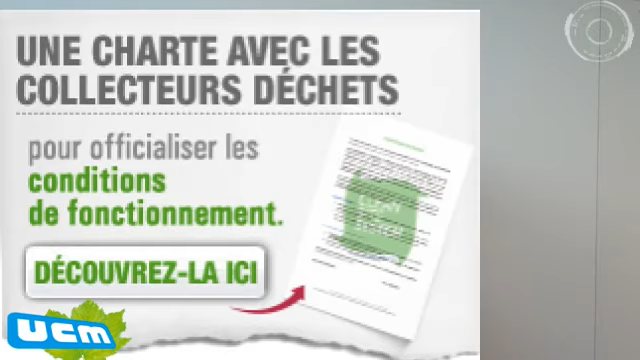 UNE CHARTE AVEC LES
COLLECTEURS DÉCHETS
pour officialiser les
conditions
de fonctionnement.
DÉCOUVREZ-LA ICI
ucm